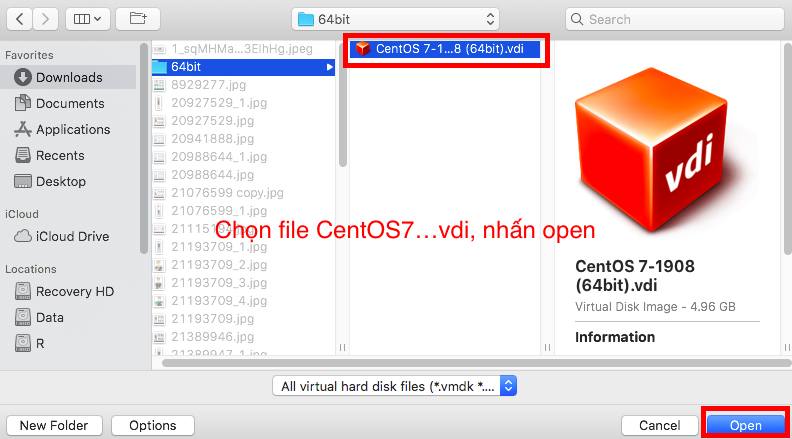 64bit
Search
Favorites
Downloads
Documents
Applications
Recents
Desktop
iCloud
iCloud Drive
Locations
Recovery HD
Data
R
1_sqMHMa...3ElhHg.jpeg
64bit
8929277.jpg
20927529_1.jpg
20927529.jpg
20941888.jpg
20988644_1.jpg
20988644.jpg
21076599 copy.jpg
21076599_1.jpg
21193709_1.jpg
21193709_2.jpg
21193709_3.jpg
21193709_4.jpg
21193709.jpg
21389946.jpg
CentOS 7-1...8 (64bit).vdi
Chọn file CentOS7...vdi, nhấn open
vdi
CentOS 7-1908
(64bit).vdi
Virtual Disk Image - 4.96 GB
Information
All virtual hard disk files (*.vmdk *....
New Folder
Options
Cancel
Open